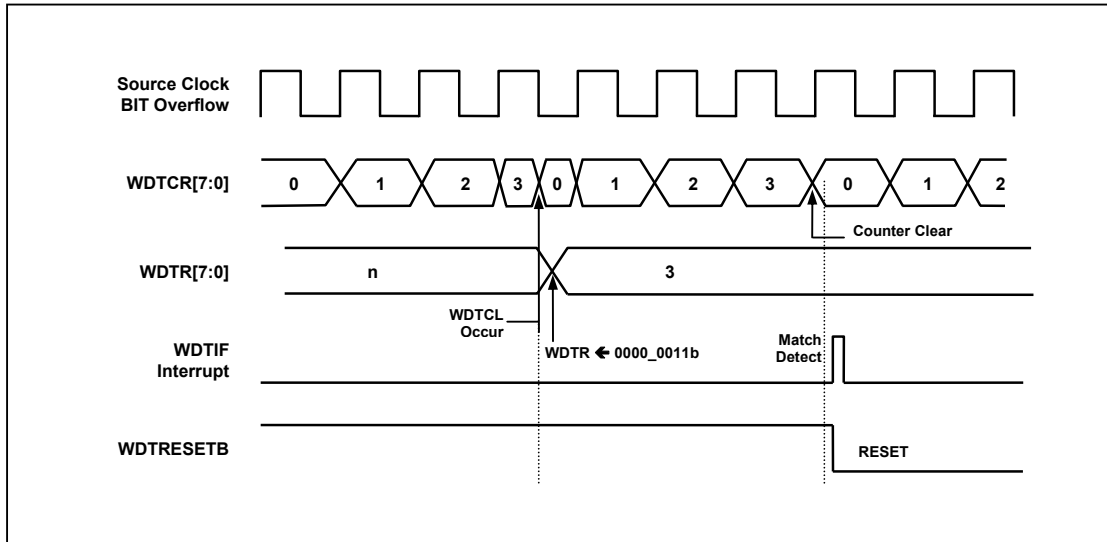 Source Clock
BIT Overflow
WDTCR[7:0]
0 1 2 3 0 1 2 3 0 1 2
Counter Clear
WDTR[7:0]
n 3
WDTCL
Occur
WDTR 🡸 0000_0011b
WDTIF
Interrupt
Match
Detect
WDTRESETB
RESET